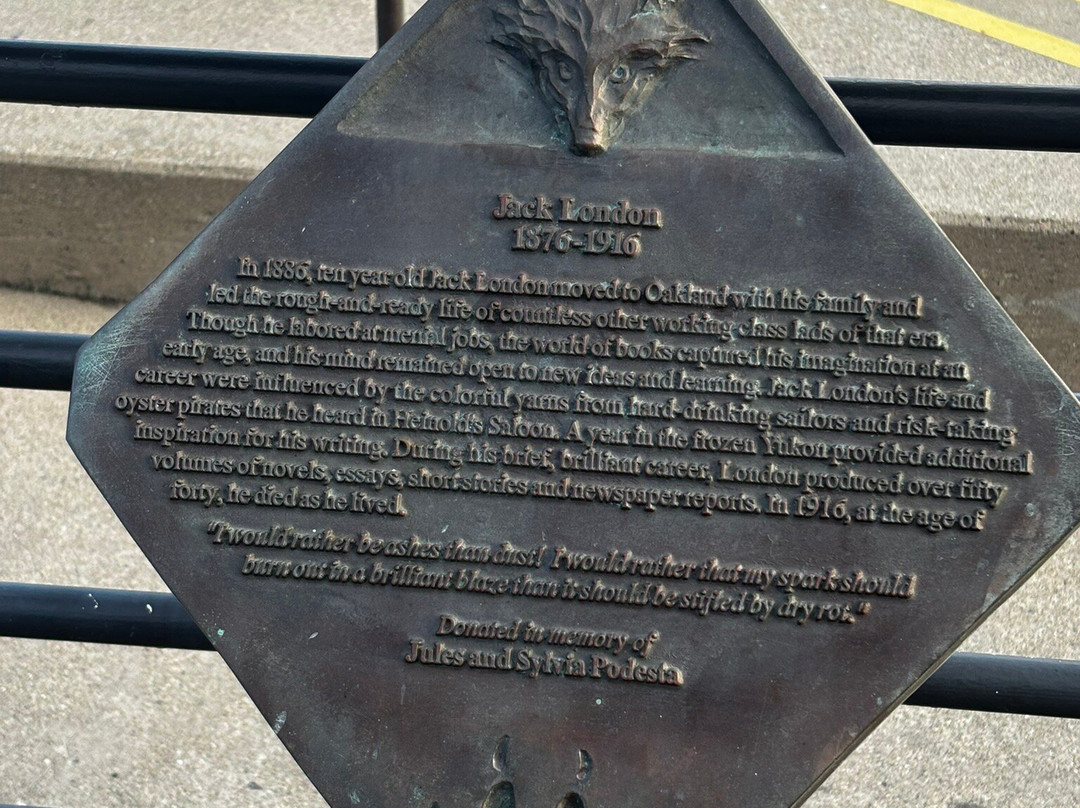 Jack London
1876-1916
In 1886, ten year old Jack London moved to Oakland with his family and
led the rough-and-ready life of countless other working class lads of that era.
Though he labored at menial jobs, the world of books captured his imagination at an
early age, and his mind remained open to new ideas and learning. Jack London's life and
career were influenced by the colorful yarns from hard-drinking sailors and risk-taking
oyster pirates that he heard in Heinold's Saloon. A year in the frozen Yukon provided additional
inspiration for his writing. During his brief, brilliant career, London produced over fifty
volumes of novels, essays, short stories and newspaper reports. In 1916, at the age of
forty, he died as he lived.
"I would rather be ashes than dust! I would rather that my spark should
burn out in a brilliant blaze than it should be stifled by dry rot."
Donated in memory of
Jules and Sylvia Podesta